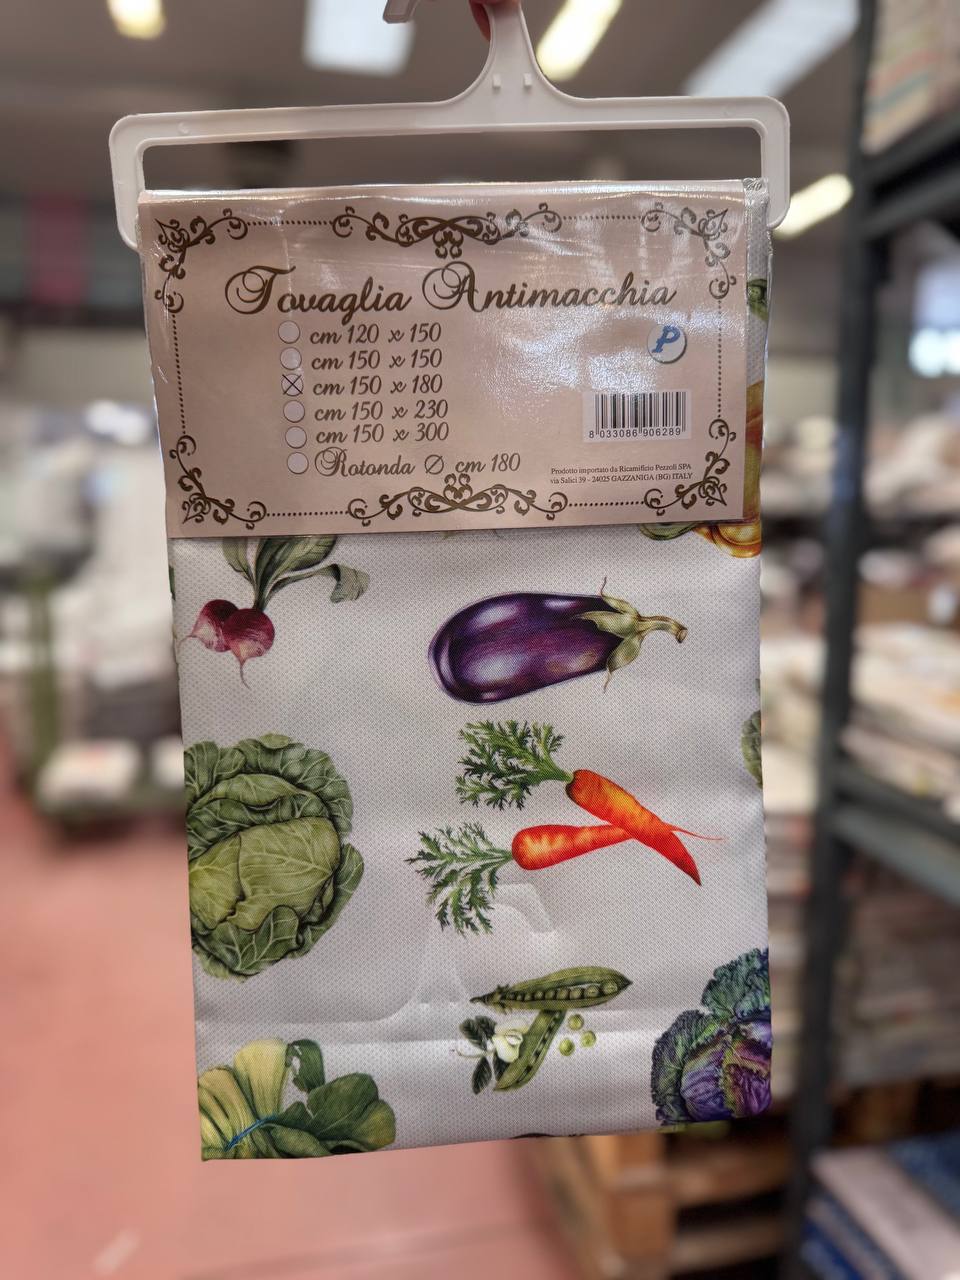 Tovaglia Antimacchia
cm 120 x 150
cm 150 x 150
cm 150 x 180
cm 150 x 230
cm 150 x 300
Rotonda Ø cm 180
P
8 033086 906289
Prodotto importato da Ricamificio Pezzoli SPA
via Salici 39 - 24025 GAZZANIGA (BG) ITALY